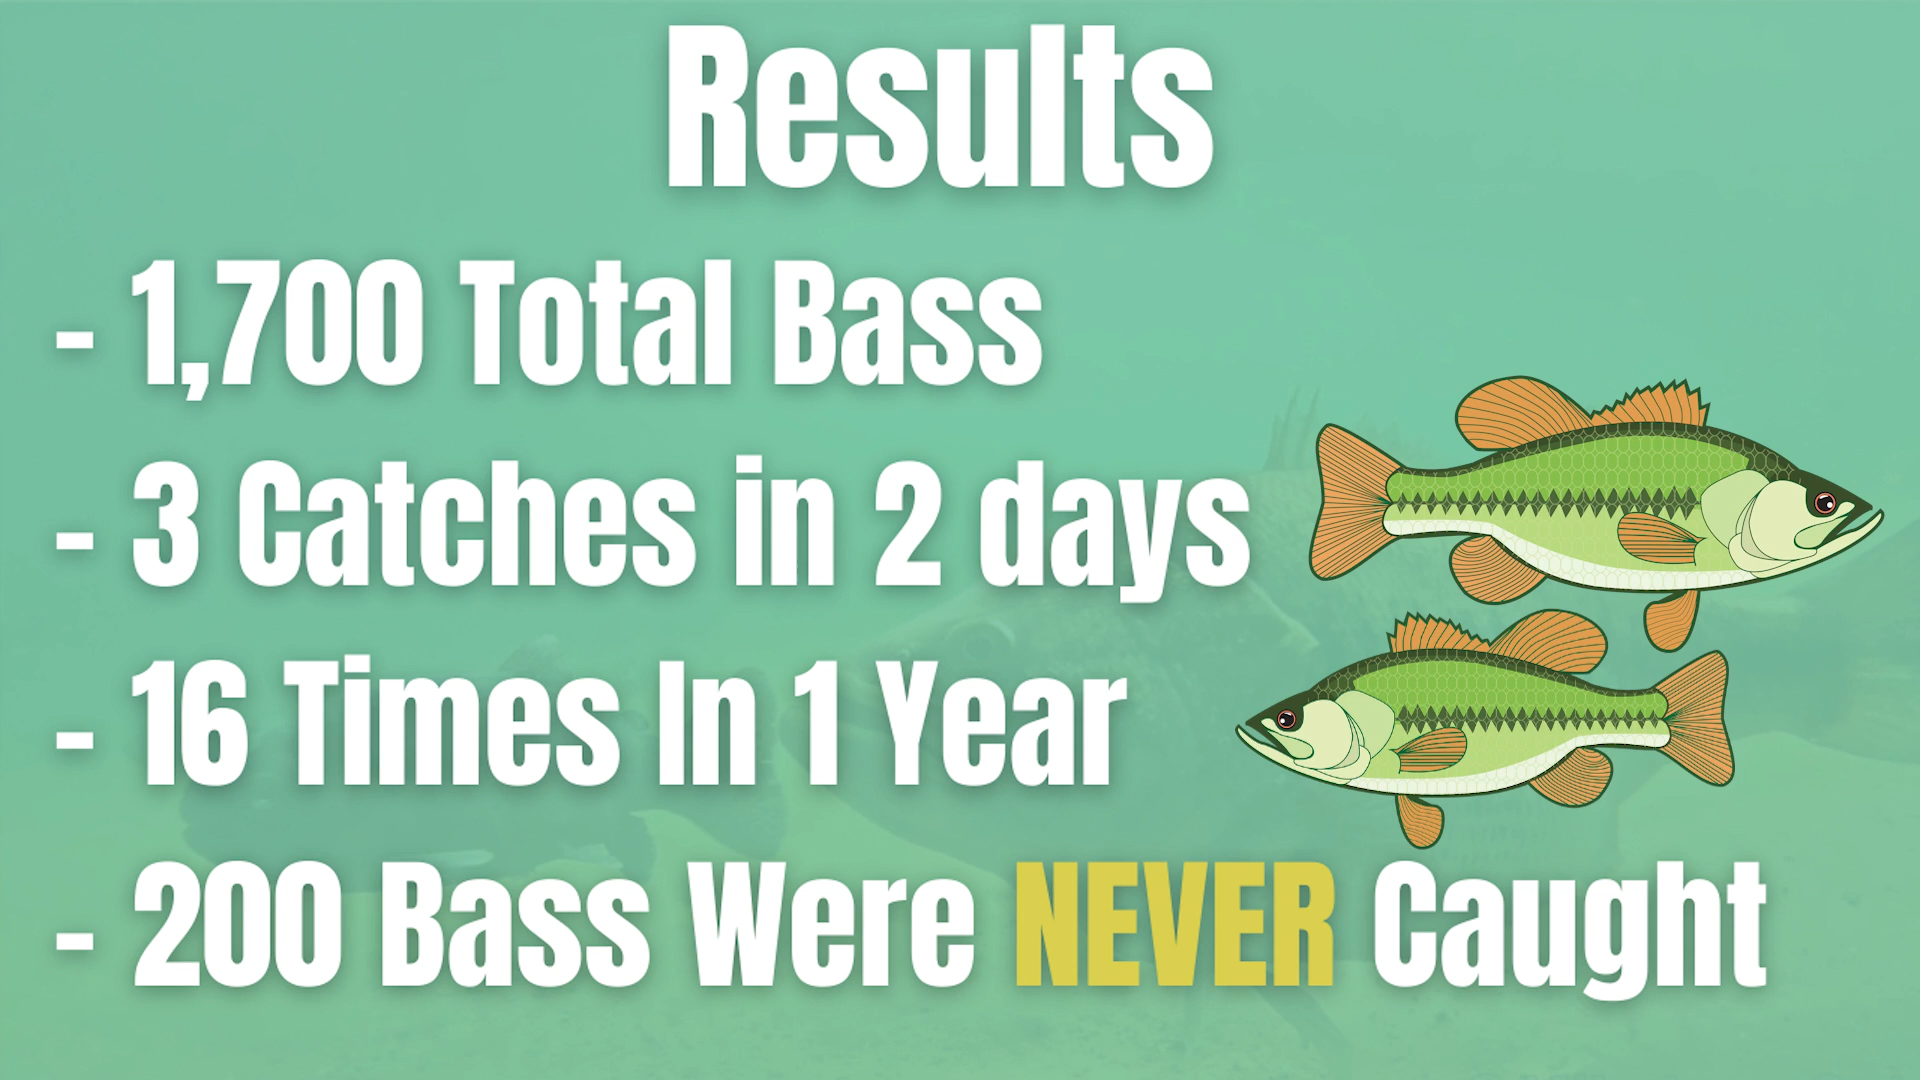 Results
- 1,700 Total Bass
- 3 Catches in 2 days
- 16 Times In 1 Year
- 200 Bass Were NEVER Caught